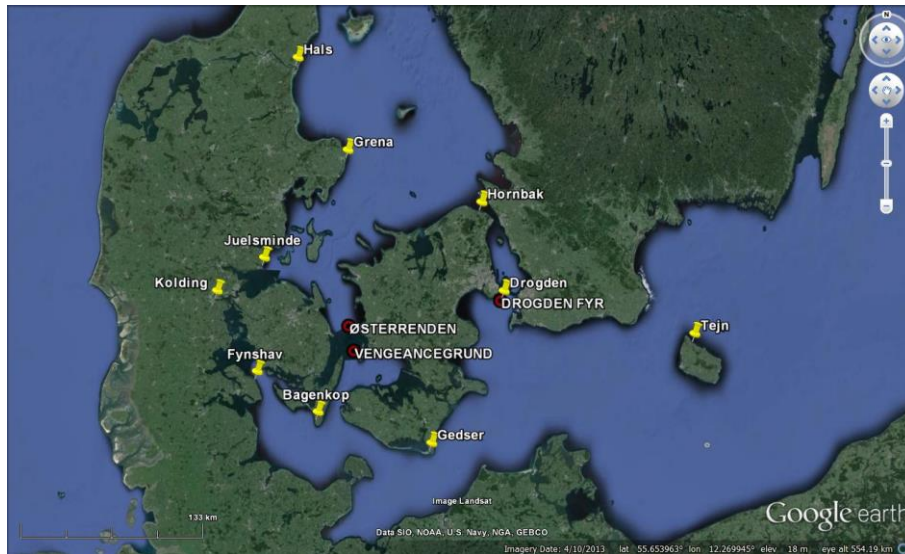 Hals
Grena
Hornbak
Juelsminde
Kolding
Drogden
DROGDEN FYR
ØSTERRENDEN
Tejn
VENGEANCEGRUND
Fynshav
Bagenkop
Gedser
Image Landsat
133 km
Data SIO, NOAA, U.S. Navy, NGA, GEBCO
Google earth
Imagery Date: 4/10/2013 lat 55.653963° lon 12.269945° elev 18 m eye alt 554.19 km
N